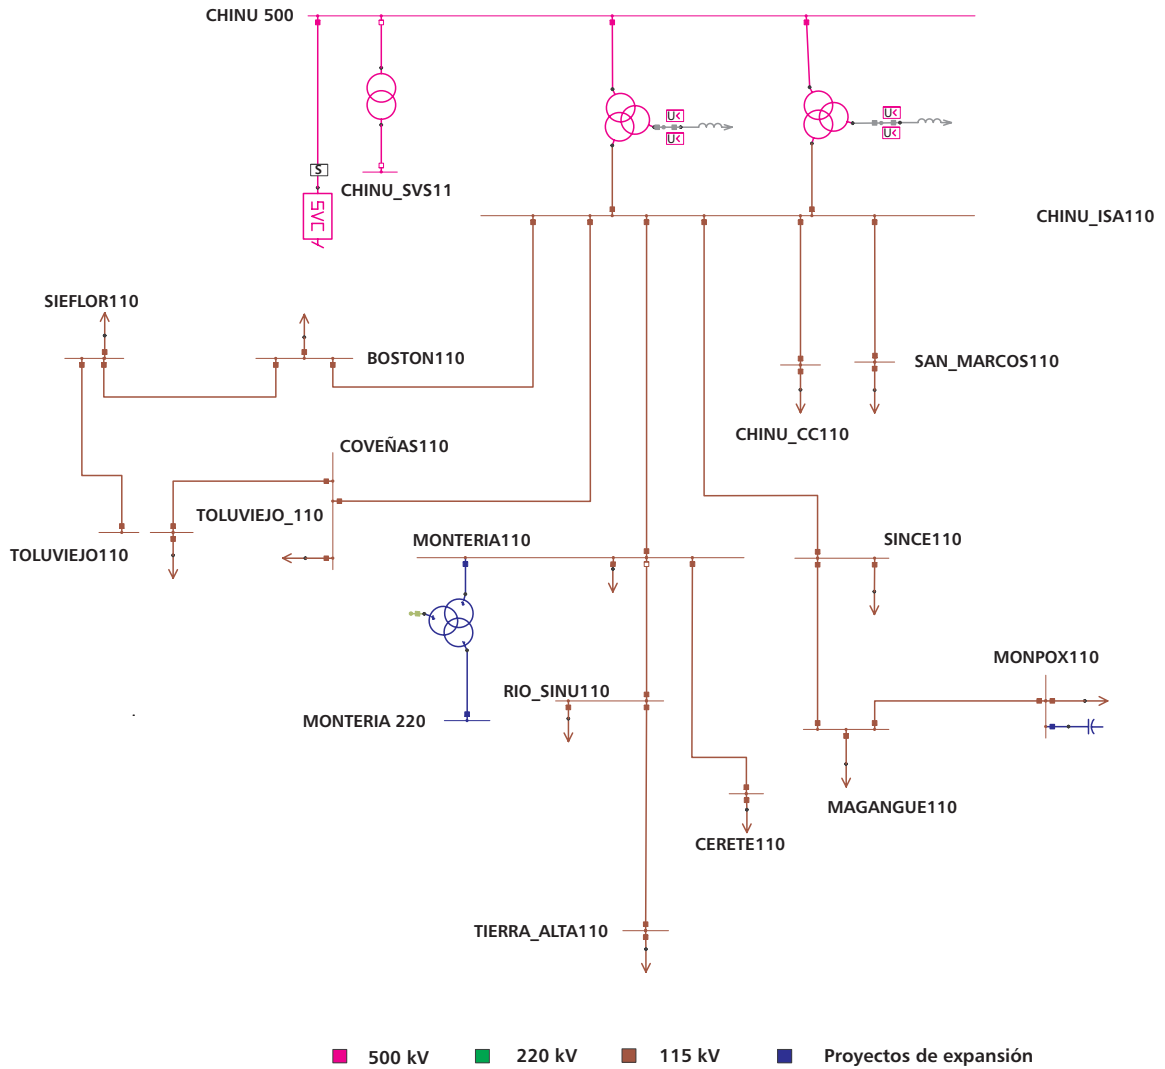 CHINU 500
U<
U<
U<
U<
S
CHINU_SVS11
SVC
CHINU_ISA110
SIEFLOR110
BOSTON110
SAN_MARCOS110
CHINU_CC110
COVEÑAS110
TOLUVIEJO_110
TOLUVIEJO110
MONTERIA110
SINCE110
MONPOX110
RIO_SINU110
MONTERIA 220
MAGANGUE110
CERETE110
TIERRA_ALTA110
500 kV 220 kV 115 kV Proyectos de expansión